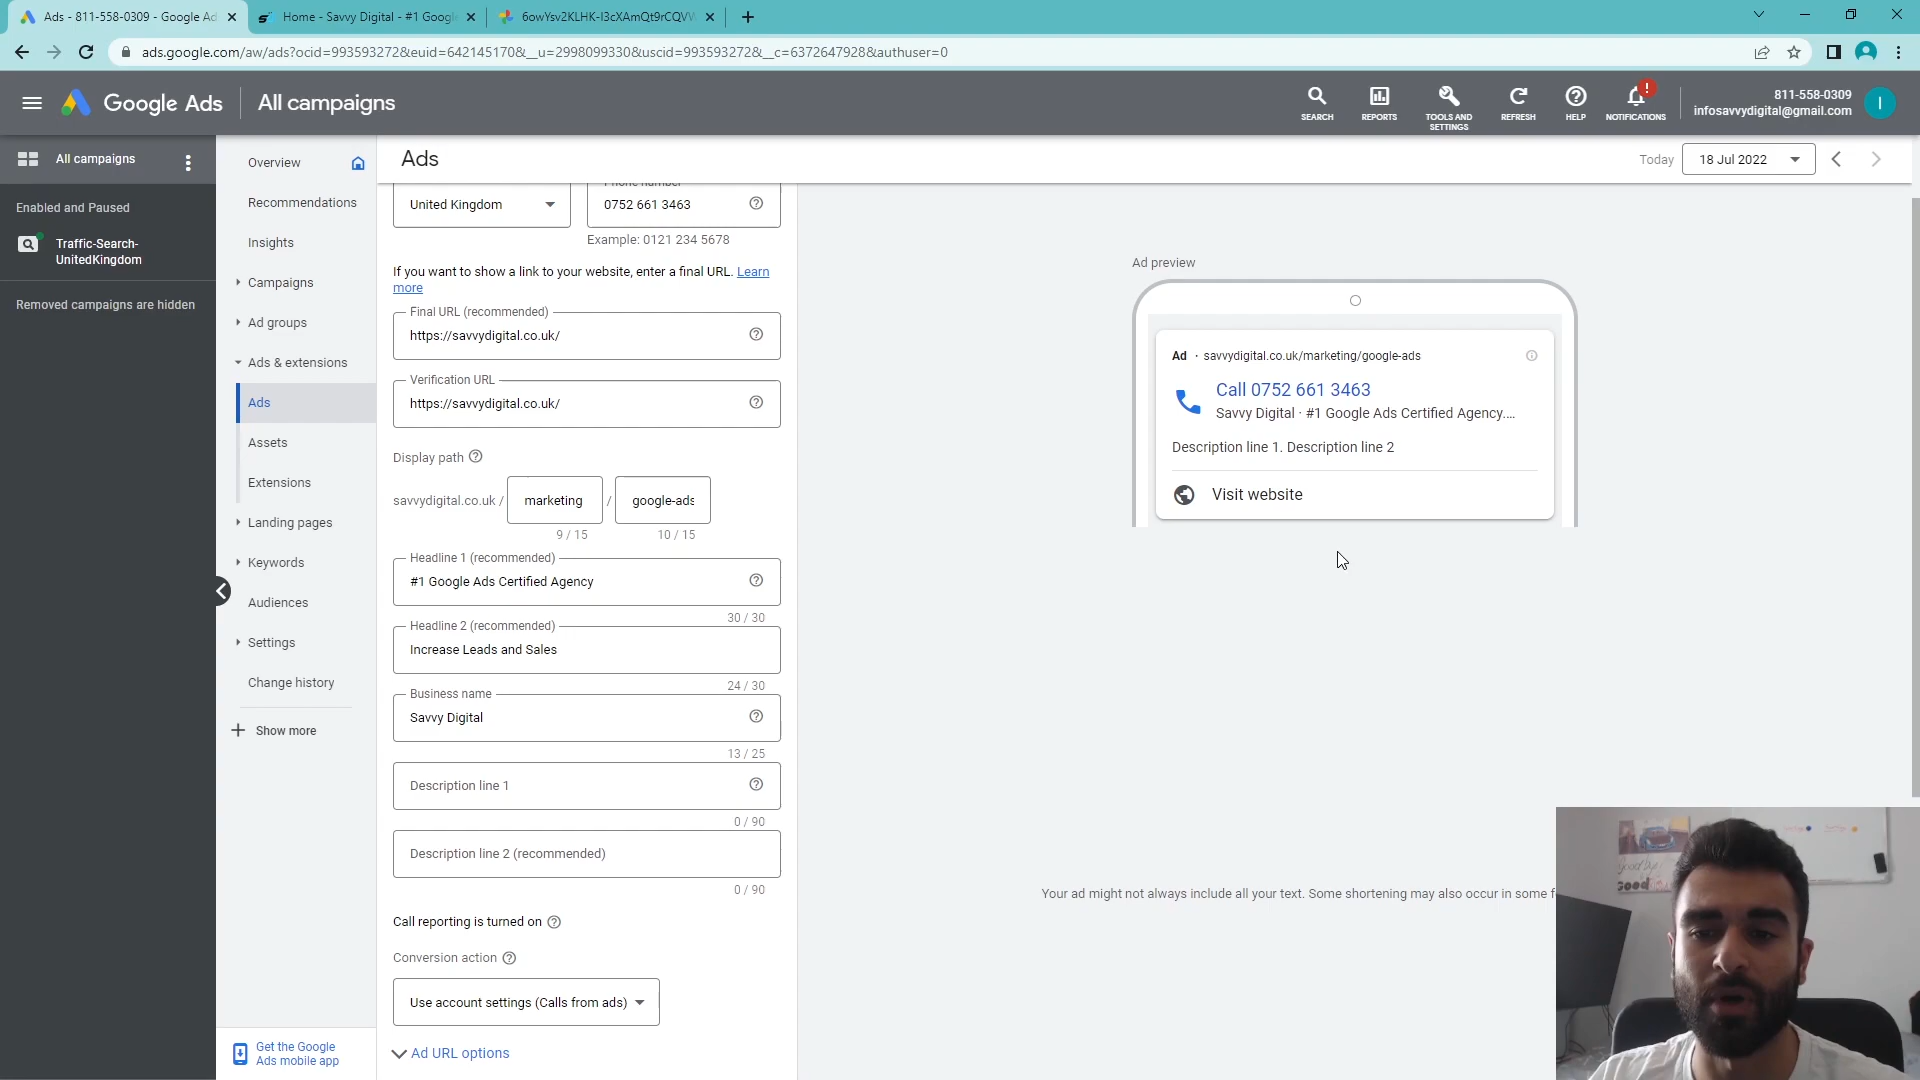 Ads - 811-558-0309 - Google Ad
Home - Savvy Digital - #1 Googl
6owYsv2KLHK-I3cXAmQt9rCQVW
ads.google.com/aw/ads?ocid=993593272&euid=642145170&__u=2998099330&uscid=993593272&__c=6372647928&authuser=0
Google Ads
All campaigns
SEARCH
REPORTS
TOOLS AND
SETTINGS
REFRESH
HELP
!
NOTIFICATIONS
811-558-0309
infosavvydigital@gmail.com
I
All campaigns
Enabled and Paused
Traffic-Search-
UnitedKingdom
Removed campaigns are hidden
Overview
Recommendations
Insights
Campaigns
Ad groups
Ads & extensions
Ads
Assets
Extensions
Landing pages
Keywords
Audiences
Settings
Change history
Show more
Get the Google
Ads mobile app
Ads
Today
18 Jul 2022
United Kingdom
Phone number
0752 661 3463
Example: 0121 234 5678
If you want to show a link to your website, enter a final URL. Learn
more
Final URL (recommended)
https://savvydigital.co.uk/
Verification URL
https://savvydigital.co.uk/
Display path
savvydigital.co.uk / marketing / google-ads
9 / 15
10 / 15
Headline 1 (recommended)
#1 Google Ads Certified Agency
30 / 30
Headline 2 (recommended)
Increase Leads and Sales
24 / 30
Business name
Savvy Digital
13 / 25
Description line 1
0 / 90
Description line 2 (recommended)
0 / 90
Call reporting is turned on
Conversion action
Use account settings (Calls from ads)
Ad URL options
Ad preview
Ad · savvydigital.co.uk/marketing/google-ads
Call 0752 661 3463
Savvy Digital · #1 Google Ads Certified Agency....
Description line 1. Description line 2
Visit website
Your ad might not always include all your text. Some shortening may also occur in some f